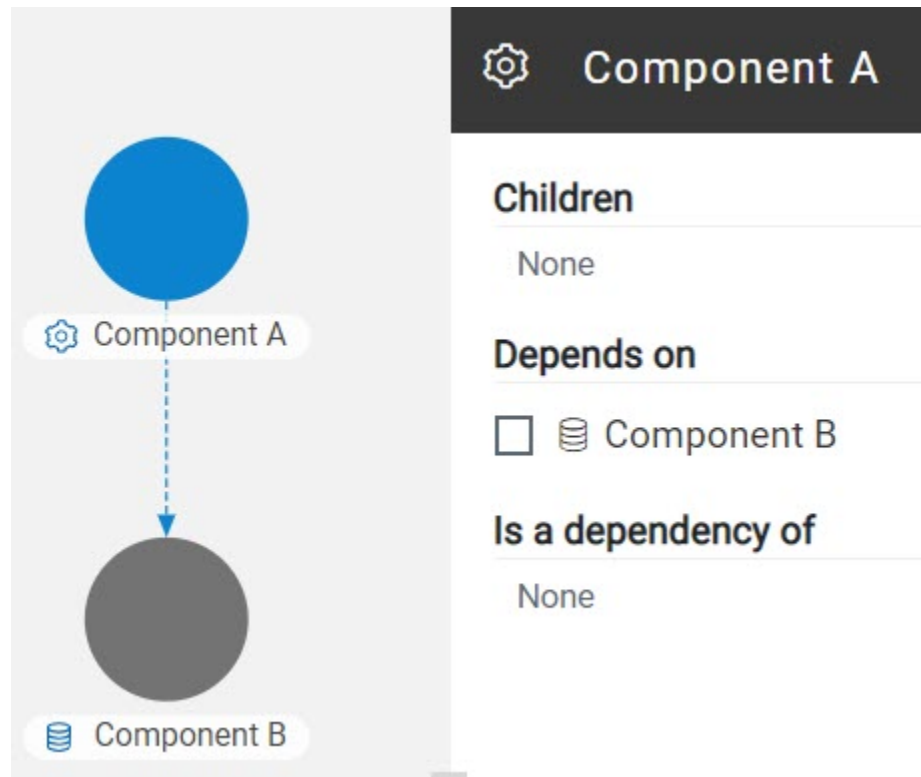 Component A
Component B
Component A
Children
None
Depends on
Component B
Is a dependency of
None